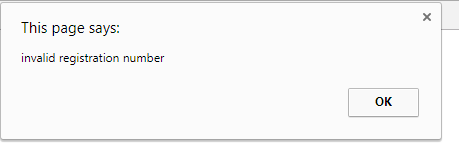 This page says:
invalid registration number
OK